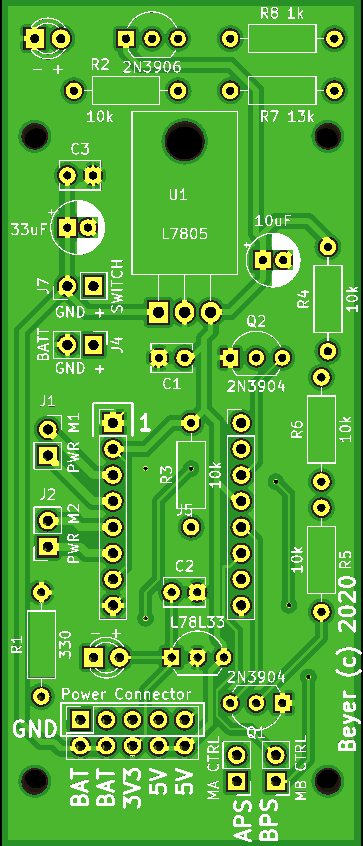 R8 1k
- +
2N3906
R2
10k
R7 13k
C3
U1
33uF
+
L7805
10uF
+
J7
SWITCH
GND +
R4
10k
BATT
J4
GND +
Q2
C1
2N3904
J1
PWR M1
1
R6
10k
R3
10k
J2
PWR M2
J5
10k
R5
C2
R1
330
L78L33
- +
2N3904
Power Connector
GND
Q1
BAT
BAT
3V3
5V
5V
MA CTRL
MB CTRL
APS
BPS
Beyer (c) 2020